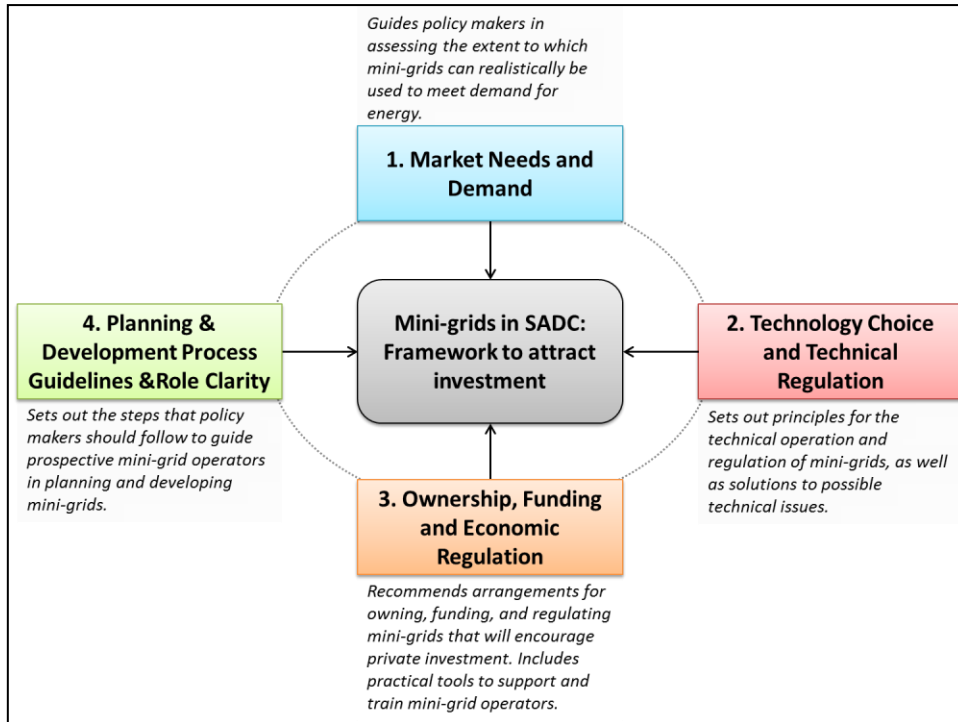 Guides policy makers in
assessing the extent to which
mini-grids can realistically be
used to meet demand for
energy.
1. Market Needs and
Demand
4. Planning &
Development Process
Guidelines &Role Clarity
Sets out the steps that policy
makers should follow to guide
prospective mini-grid operators
in planning and developing
mini-grids.
Mini-grids in SADC:
Framework to attract
investment
2. Technology Choice
and Technical
Regulation
Sets out principles for the
technical operation and
regulation of mini-grids, as well
as solutions to possible
technical issues.
3. Ownership, Funding
and Economic
Regulation
Recommends arrangements for
owning, funding, and regulating
mini-grids that will encourage
private investment. Includes
practical tools to support and
train mini-grid operators.